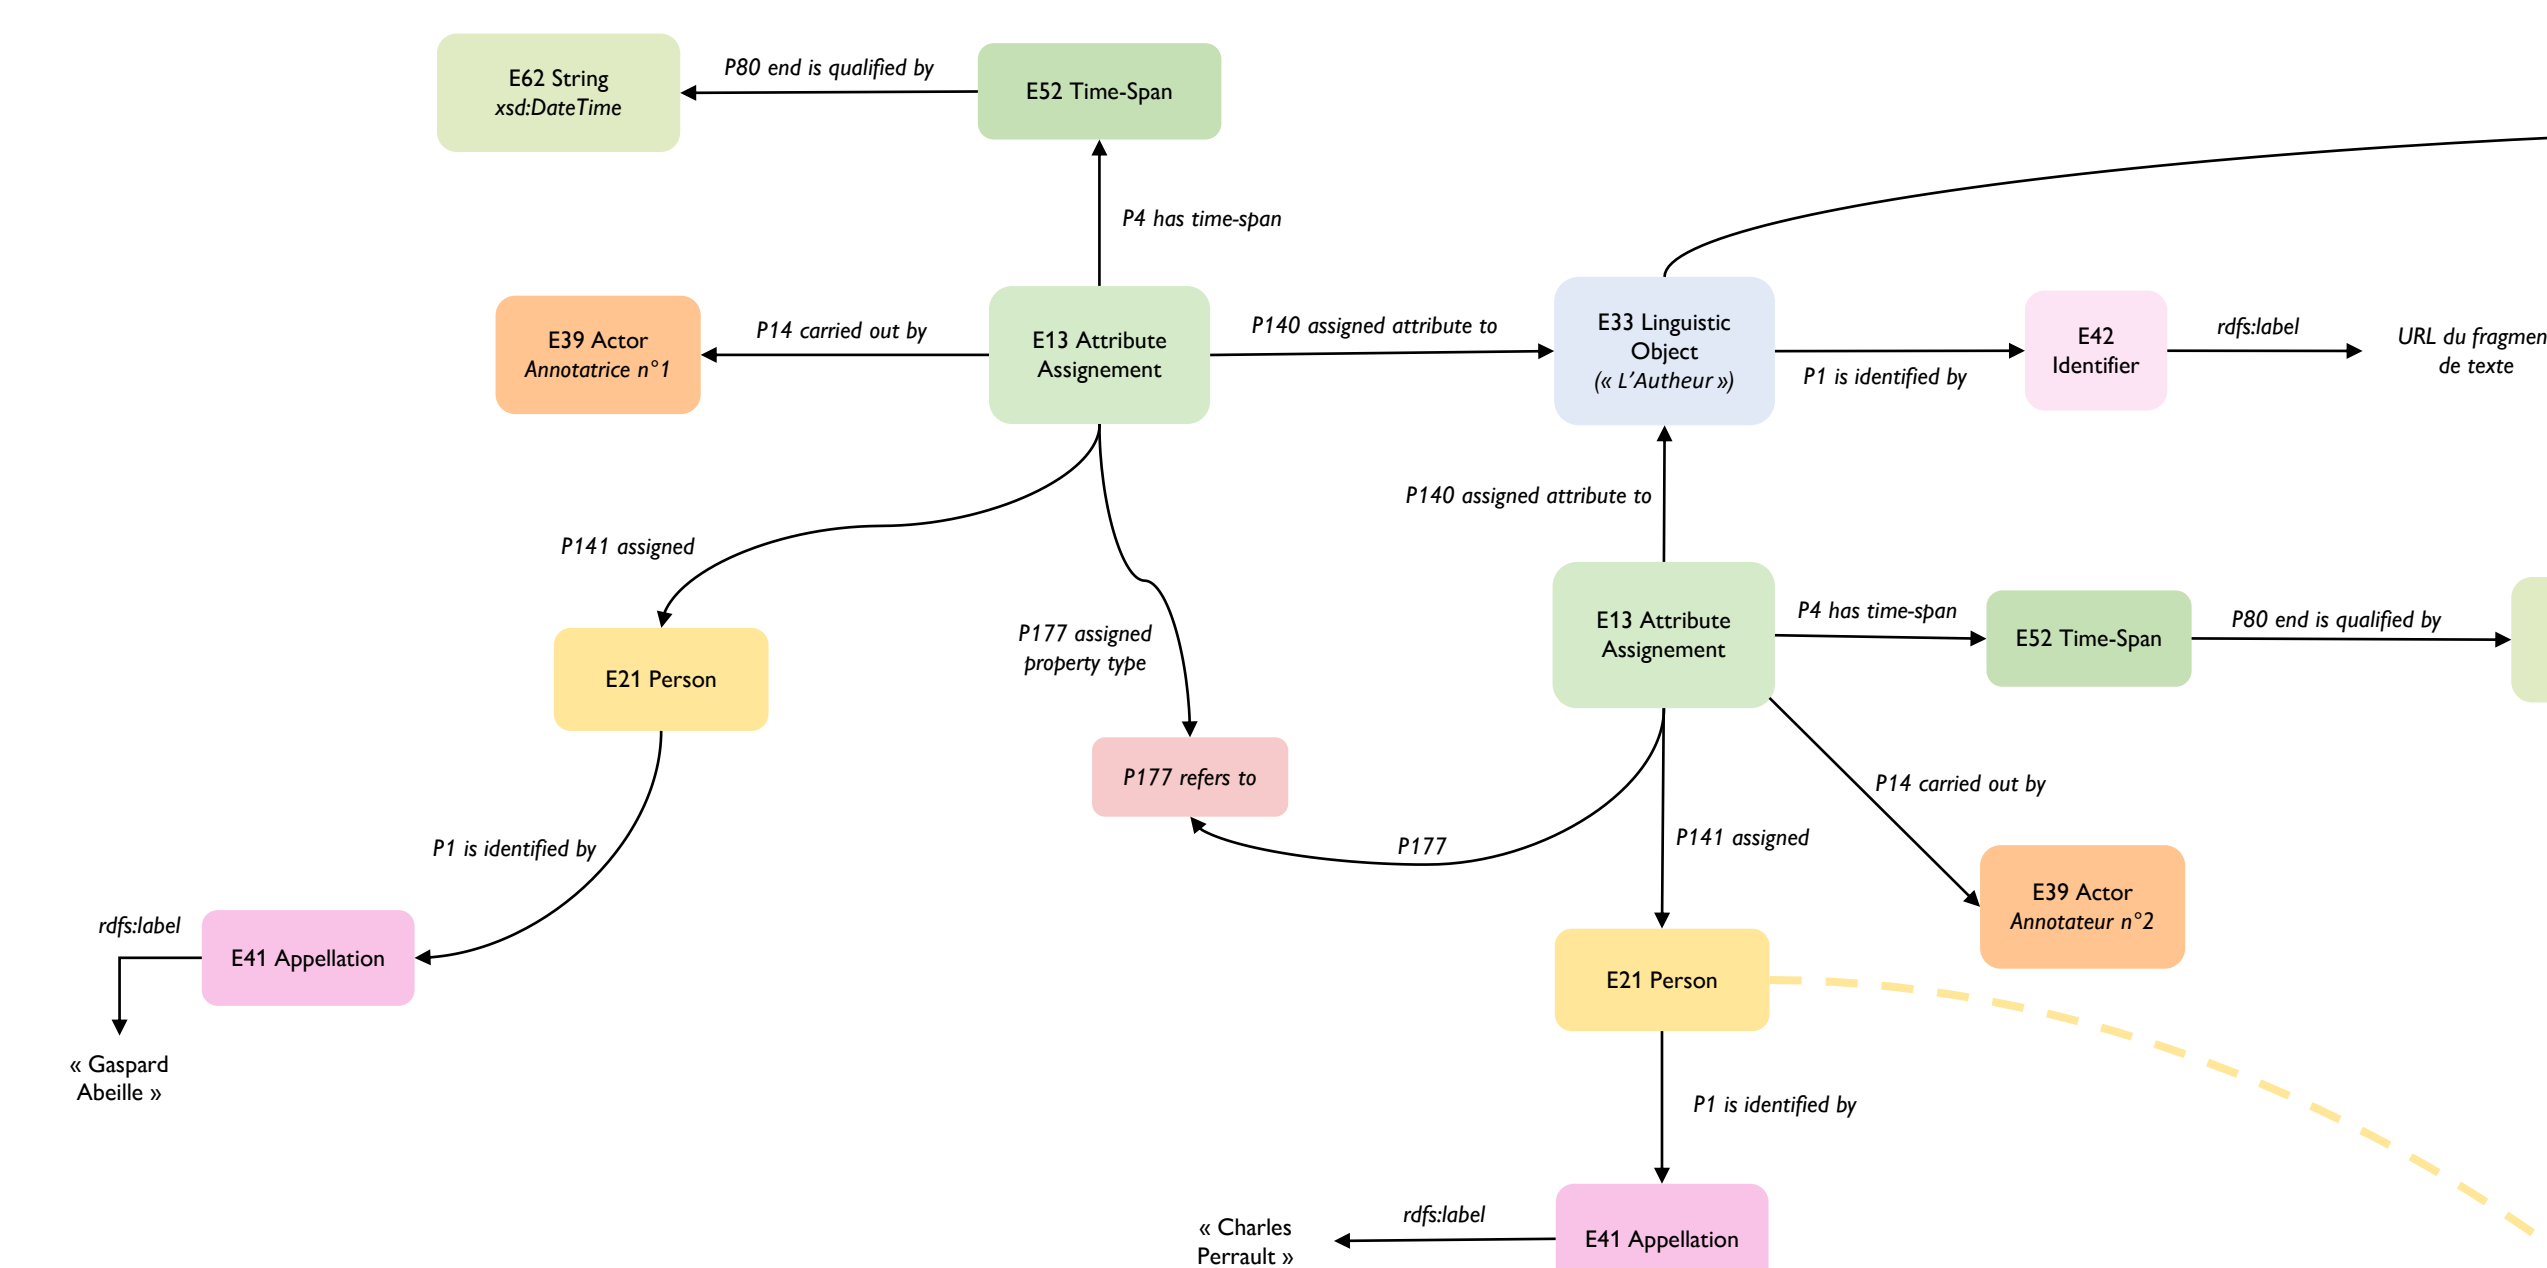 E62 String
xsd:DateTime
P80 end is qualified by
E52 Time-Span
P4 has time-span
E39 Actor
Annotatrice n°1
P14 carried out by
E13 Attribute
Assignement
P140 assigned attribute to
E33 Linguistic
Object
(« L’Autheur »)
P1 is identified by
E42
Identifier
rdfs:label
URL du fragmen
de texte
P140 assigned attribute to
P141 assigned
P177 assigned
property type
E21 Person
E13 Attribute
Assignement
P4 has time-span
E52 Time-Span
P80 end is qualified by
P177 refers to
P177
P141 assigned
P14 carried out by
E39 Actor
Annotateur n°2
P1 is identified by
rdfs:label
E41 Appellation
« Gaspard
Abeille »
E21 Person
P1 is identified by
E41 Appellation
rdfs:label
« Charles
Perrault »